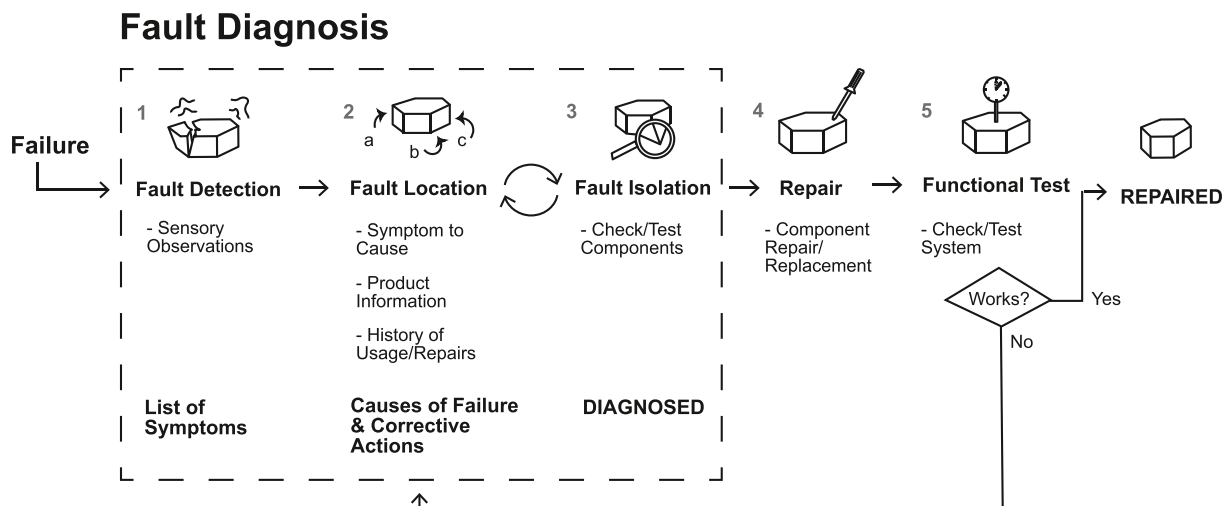 Fault Diagnosis
Failure
1
a
b
c
2
3
4
5
Fault Detection
- Sensory
Observations
List of
Symptoms
Fault Location
- Symptom to
Cause
- Product
Information
- History of
Usage/Repairs
Causes of Failure
& Corrective
Actions
Fault Isolation
- Check/Test
Components
DIAGNOSED
Repair
- Component
Repair/
Replacement
Functional Test
- Check/Test
System
Works?
Yes
No
REPAIRED